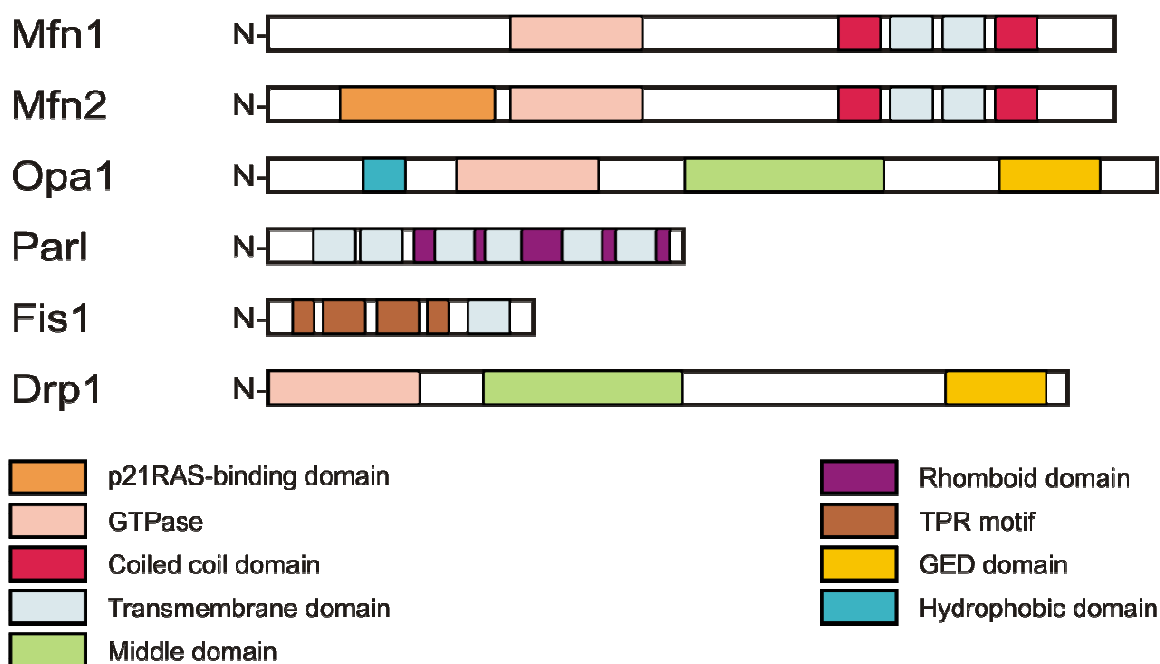 Mfn1 N-
Mfn2 N-
Opa1 N-
Parl N-
Fis1 N-
Drp1 N-
p21RAS-binding domain
GTPase
Coiled coil domain
Transmembrane domain
Middle domain
Rhomboid domain
TPR motif
GED domain
Hydrophobic domain